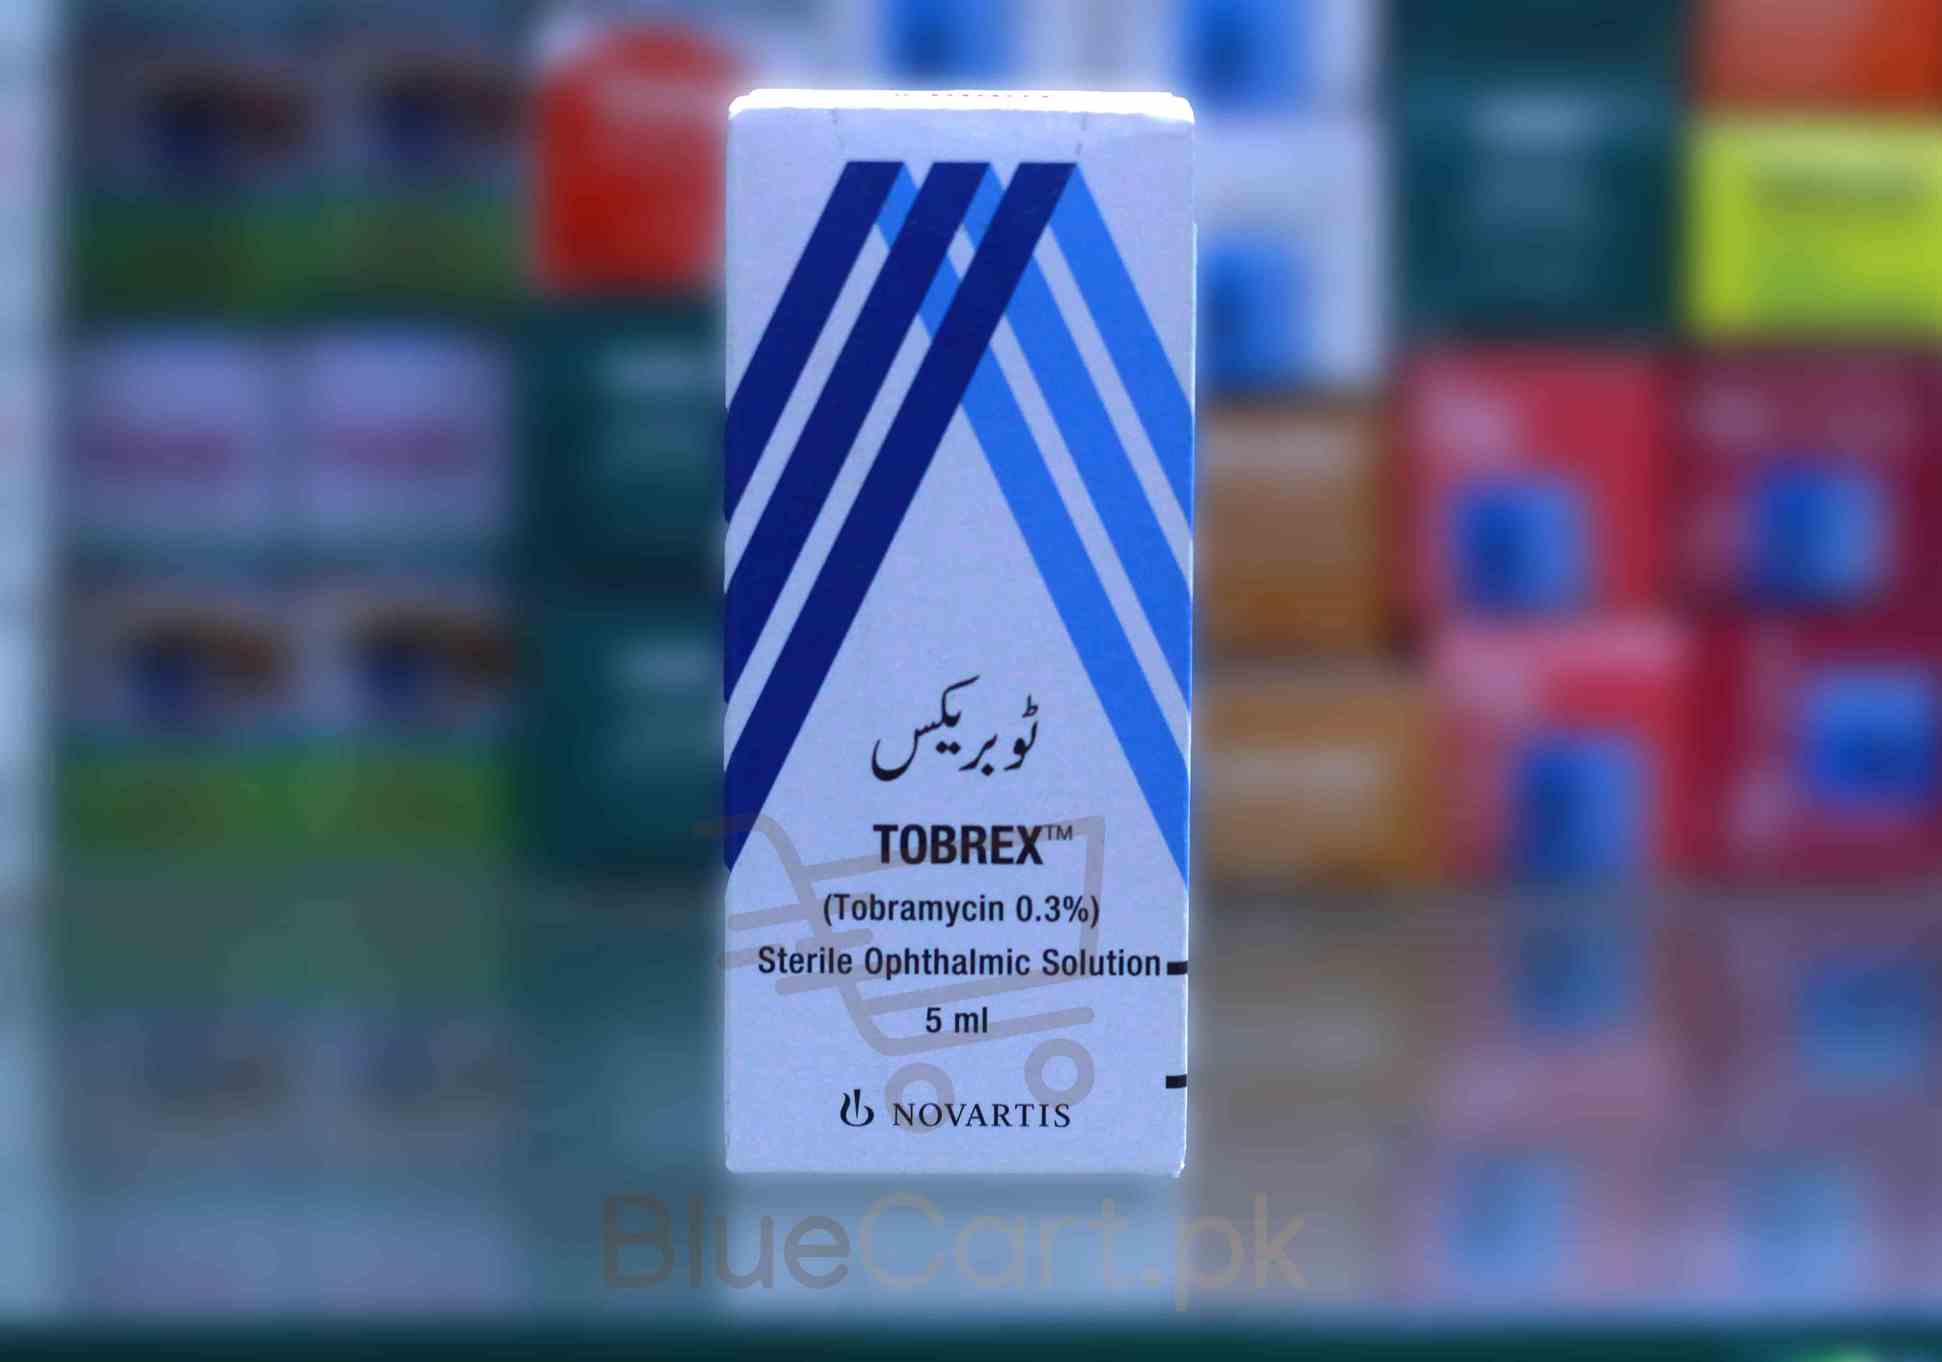 ٹوبریکس
TOBREX™
(Tobramycin 0.3%)
Sterile Ophthalmic Solution
5 ml
NOVARTIS
BlueCart.pk